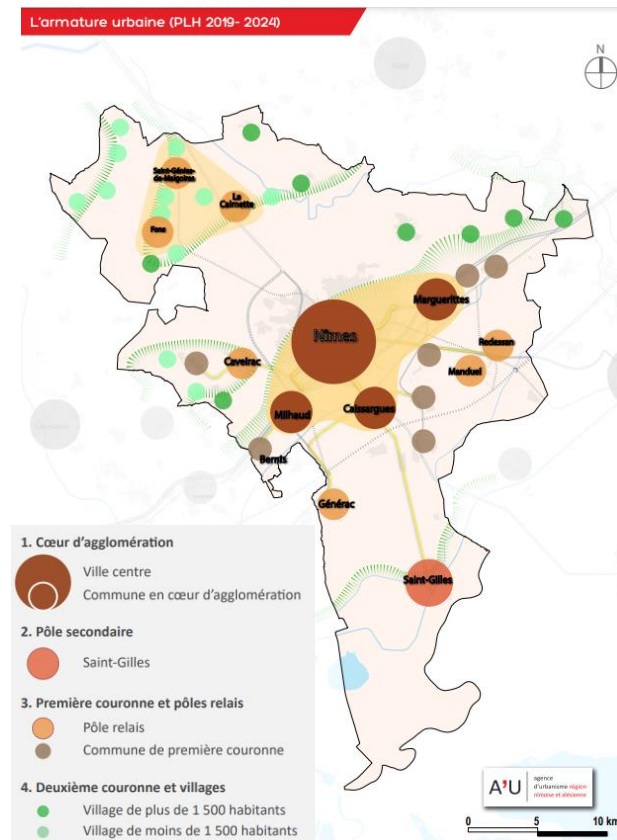 L'armature urbaine (PLH 2019- 2024)
N
Saint-Géniès-
de-Malgoirès
La
Calmette
Fons
Marguerittes
Nîmes
Redessan
Caveirac
Manduel
Milhaud
Caissargues
Bernis
Générac
Saint-Gilles
1. Cœur d'agglomération
Ville centre
Commune en cœur d'agglomération
2. Pôle secondaire
Saint-Gilles
3. Première couronne et pôles relais
Pôle relais
Commune de première couronne
4. Deuxième couronne et villages
Village de plus de 1 500 habitants
Village de moins de 1 500 habitants
A'U
agence
d'urbanisme région
nîmoise et alésienne
0 5 10 km